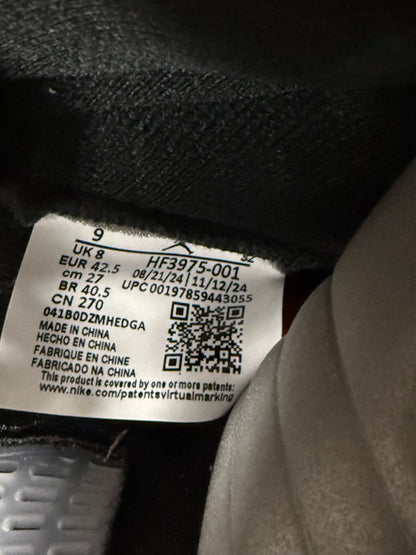 9
UK 8
EUR 42.5
cm 27
BR 40.5
CN 270
HF3975-001
08/21/24 11/12/24
UPC 00197859443055
041B0DZMHEDGA
MADE IN CHINA
HECHO EN CHINA
FABRIQUE EN CHINE
FABRICADO NA CHINA
This product is covered by one or more patents:
www.nike.com/patentsvirtualmarking